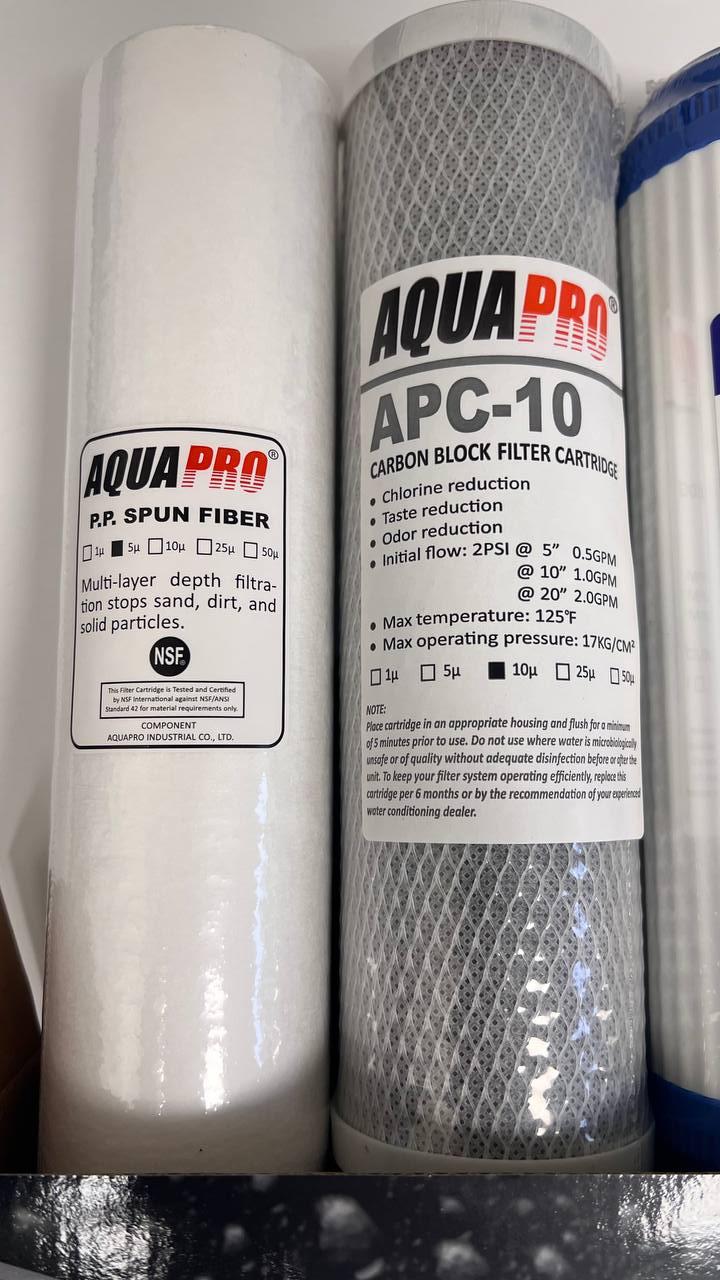 AQUAPRO®
P.P. SPUN FIBER
☐ 1µ ■ 5µ ☐ 10µ ☐ 25µ ☐ 50µ
Multi-layer depth filtra-
tion stops sand, dirt, and
solid particles.
NSF®
This Filter Cartridge is Tested and Certified
by NSF International against NSF/ANSI
Standard 42 for material requirements only.
COMPONENT
AQUAPRO INDUSTRIAL CO., LTD.
AQUAPRO®
APC-10
CARBON BLOCK FILTER CARTRIDGE
• Chlorine reduction
• Taste reduction
• Odor reduction
• Initial flow: 2PSI @ 5" 0.5GPM
@ 10" 1.0GPM
@ 20" 2.0GPM
• Max temperature: 125°F
• Max operating pressure: 17KG/CM²
☐ 1µ ☐ 5µ ■ 10µ ☐ 25µ ☐ 50µ
NOTE:
Place cartridge in an appropriate housing and flush for a minimum
of 5 minutes prior to use. Do not use where water is microbiologically
unsafe or of quality without adequate disinfection before or after the
unit. To keep your filter system operating efficiently, replace this
cartridge per 6 months or by the recommendation of your experienced
water conditioning dealer.